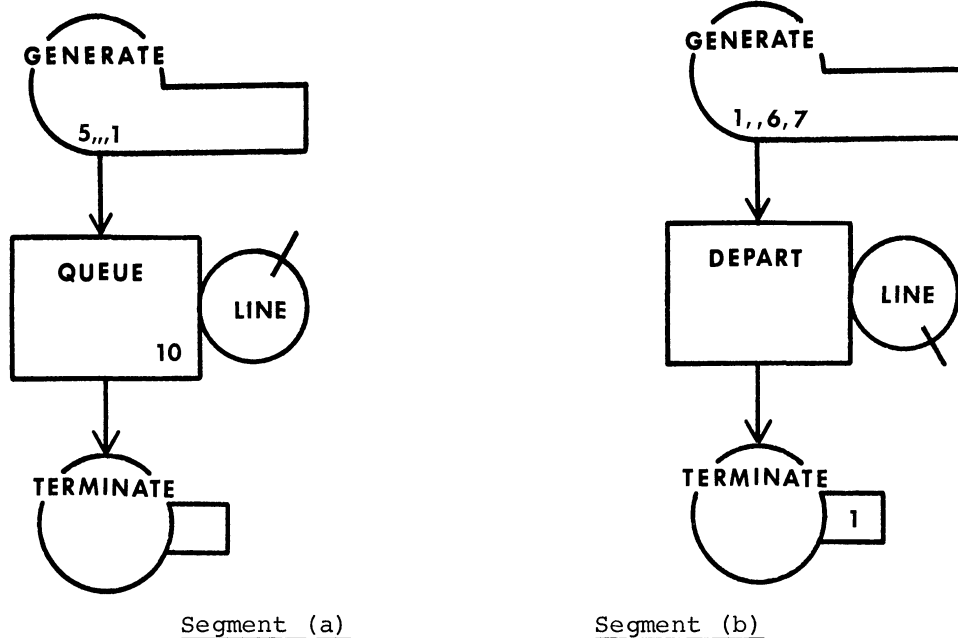 GENERATE
5,,,1
QUEUE
LINE
10
TERMINATE
Segment (a)
GENERATE
1,,6,7
DEPART
LINE
TERMINATE
1
Segment (b)